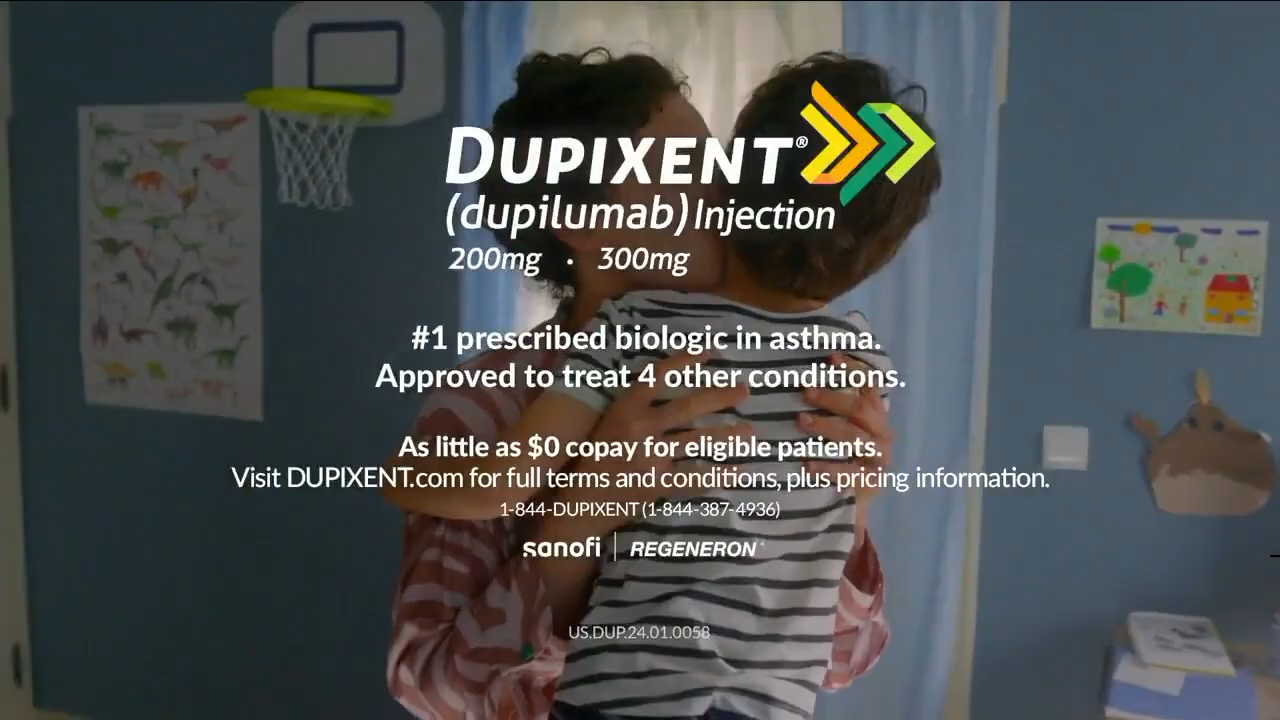 DUPIXENT®
(dupilumab) Injection
200mg · 300mg
#1 prescribed biologic in asthma.
Approved to treat 4 other conditions.
As little as $0 copay for eligible patients.
Visit DUPIXENT.com for full terms and conditions, plus pricing information.
1-844-DUPIXENT (1-844-387-4936)
sanofi | REGENERON
US.DUP.24.01.0058